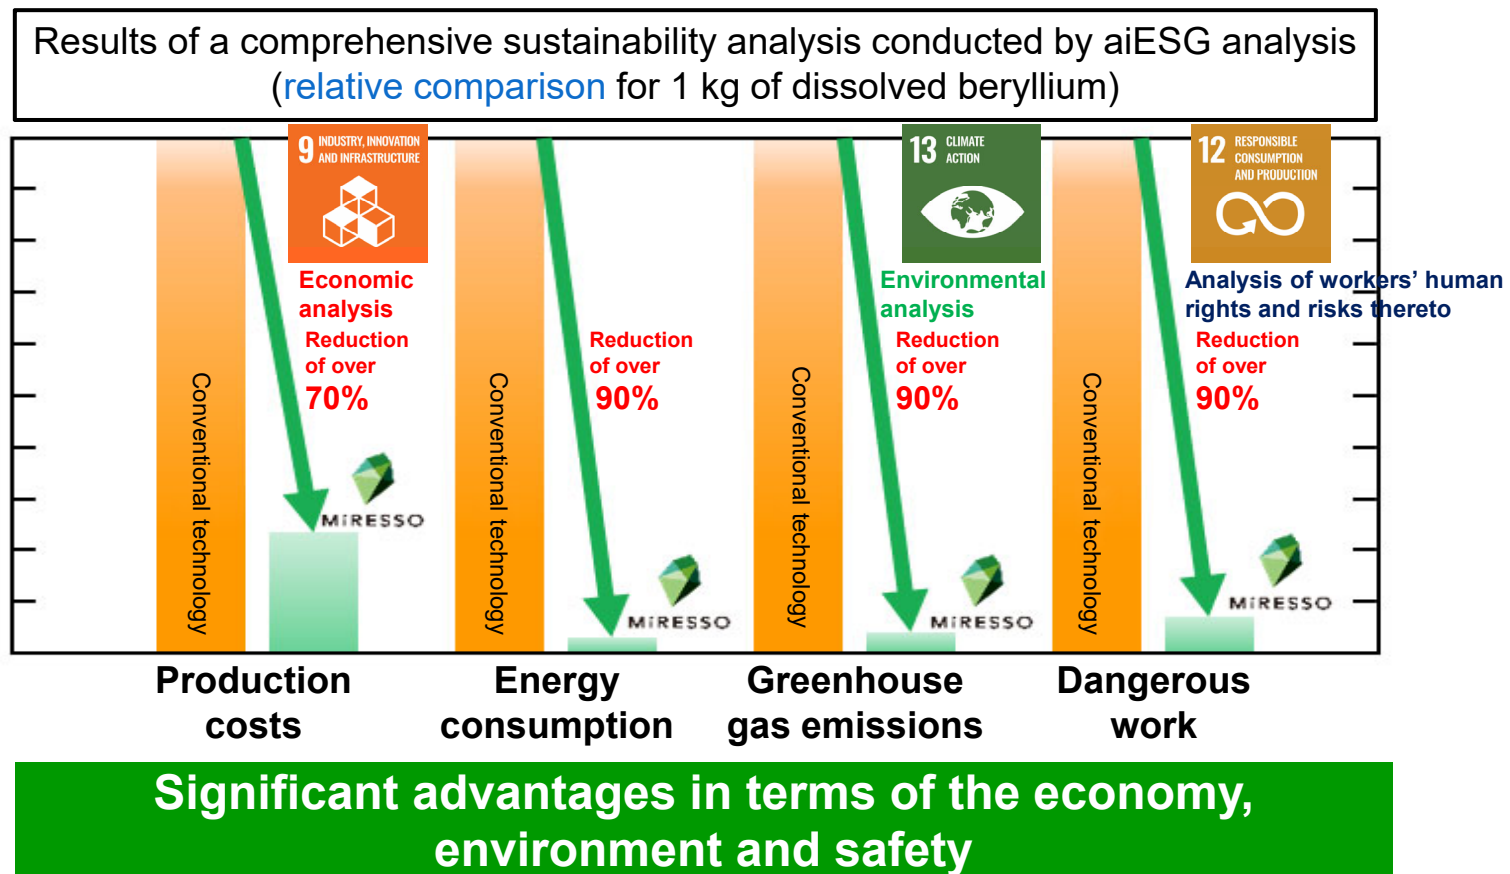 Results of a comprehensive sustainability analysis conducted by aiESG analysis
(relative comparison for 1 kg of dissolved beryllium)
9 INDUSTRY, INNOVATION
AND INFRASTRUCTURE
Economic
analysis
Reduction
of over
70%
Conventional technology
MiRESSO
Production
costs
Reduction
of over
90%
Conventional technology
MiRESSO
Energy
consumption
13 CLIMATE
ACTION
Environmental
analysis
Reduction
of over
90%
Conventional technology
MiRESSO
Greenhouse
gas emissions
12 RESPONSIBLE
CONSUMPTION
AND PRODUCTION
Analysis of workers’ human
rights and risks thereto
Reduction
of over
90%
Conventional technology
MiRESSO
Dangerous
work
Significant advantages in terms of the economy,
environment and safety